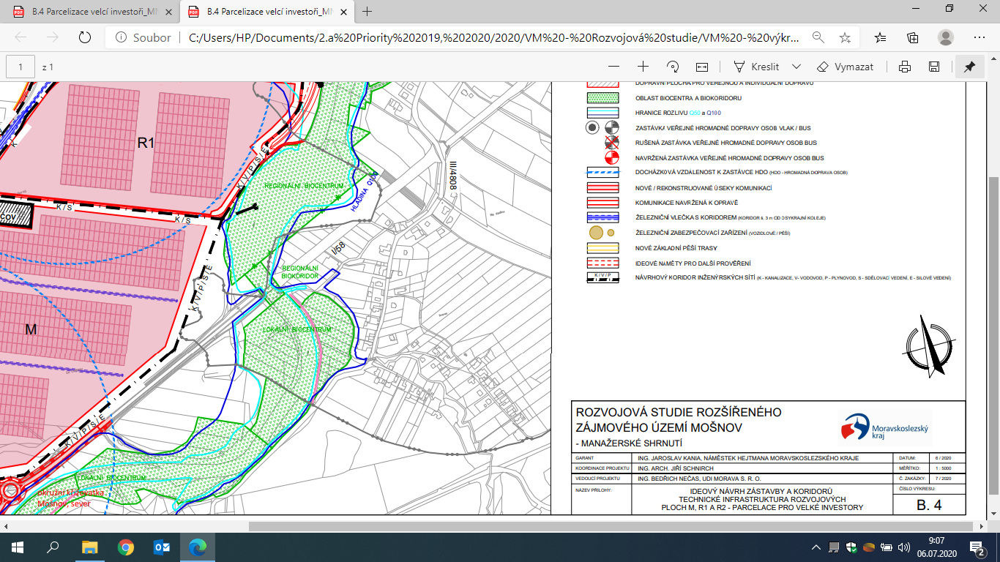 B.4 Parcelizace velcí investoři_MN
B.4 Parcelizace velcí investoři_MN
Soubor
C:/Users/HP/Documents/2.a%20Priority%202019,%202020/2020/VM%20-%20Rozvojová%20studie/VM%20-%20výkr...
1
z 1
Kreslit
Vymazat
DOPRAVNÍ PLOCHA PRO VEŘEJNOU A INDIVIDUÁLNÍ DOPRAVU
OBLAST BIOCENTRA A BIOKORIDORU
HRANICE ROZLIVU Q50 a Q100
ZASTÁVKA VEŘEJNÉ HROMADNÉ DOPRAVY OSOB VLAK / BUS
RUŠENÁ ZASTÁVKA VEŘEJNÉ HROMADNÉ DOPRAVY OSOB BUS
NAVRŽENÁ ZASTÁVKA VEŘEJNÉ HROMADNÉ DOPRAVY OSOB BUS
DOCHÁZKOVÁ VZDÁLENOST K ZASTÁVCE HDO (HDO - HROMADNÁ DOPRAVA OSOB)
NOVÉ / REKONSTRUOVANÉ ÚSEKY KOMUNIKACÍ
KOMUNIKACE NAVRŽENÁ K OPRAVĚ
ŽELEZNIČNÍ VLEČKA S KORIDOREM (KORIDOR š. 3 m OD OSY KRAJNÍ KOLEJE)
ŽELEZNIČNÍ ZABEZPEČOVACÍ ZAŘÍZENÍ (VOZIDLOVÉ / PĚŠÍ)
NOVÉ ZÁKLADNÍ PĚŠÍ TRASY
IDEOVÉ NÁMĚTY PRO DALŠÍ PROVĚŘENÍ
K / V / P
NÁVRHOVÝ KORIDOR INŽENÝRSKÝCH SÍTÍ (K - KANALIZACE, V- VODOVOD, P - PLYNOVOD, S - SDĚLOVACÍ VEDENÍ, E - SILOVÉ VEDENÍ)
R1
K
K / V / P / S / E
III/4808
REGIONÁLNÍ BIOCENTRUM
HLADINA Q100
K / S
K / S
ČOV
I/58
REGIONÁLNÍ
BIOKORIDOR
K / V / P / S / E
M
LOKÁLNÍ BIOCENTRUM
K / V / P / S / E
LOKÁLNÍ BIOCENTRUM
okružní křižovatka
Mošnov, sever
ROZVOJOVÁ STUDIE ROZŠÍŘENÉHO
ZÁJMOVÉHO ÚZEMÍ MOŠNOV
- MANAŽERSKÉ SHRNUTÍ
Moravskoslezský
kraj
GARANT
ING. JAROSLAV KANIA, NÁMĚSTEK HEJTMANA MORAVSKOSLEZSKÉHO KRAJE
DATUM:
6 / 2020
KOORDINACE PROJEKTU
ING. ARCH. JIŘÍ SCHNIRCH
MĚŘÍTKO:
1 : 5000
VEDOUCÍ PROJEKTU
ING. BEDŘICH NEČAS, UDI MORAVA S. R. O.
Č. ZAKÁZKY:
7 / 2020
NÁZEV PŘÍLOHY:
IDEOVÝ NÁVRH ZÁSTAVBY A KORIDORŮ
TECHNICKÉ INFRASTRUKTURA ROZVOJOVÝCH
PLOCH M, R1 A R2 - PARCELACE PRO VELKÉ INVESTORY
ČÍSLO VÝKRESU:
B. 4
9:07
06.07.2020
2